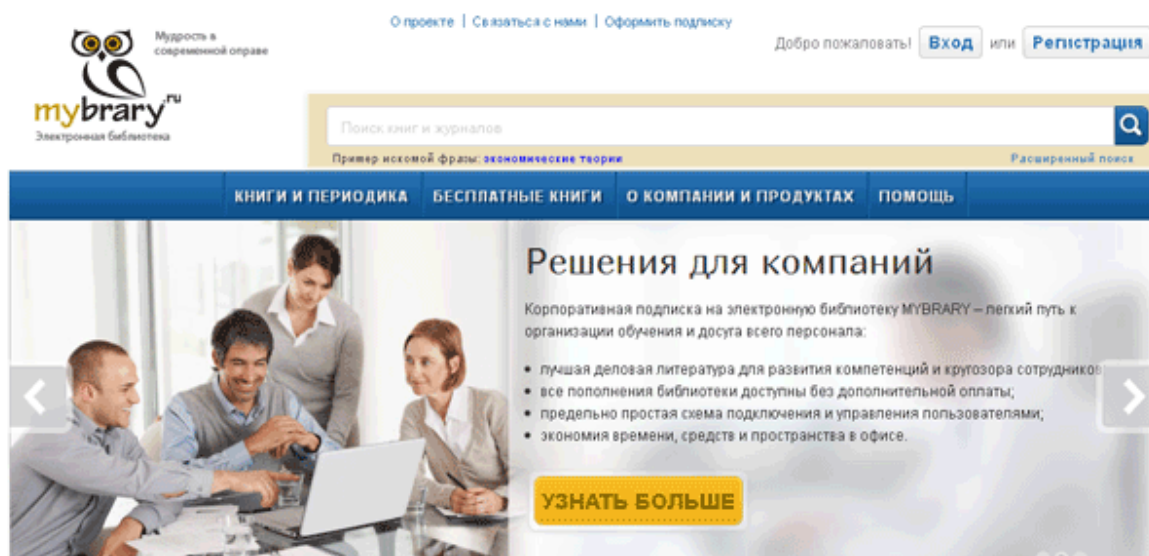 О проекте | Связаться с нами | Оформить подписку
Мудрость в
современной оправе
Добро пожаловать! Вход или Регистрация
mybrary.ru
Электронная библиотека
Поиск книг и журналов
Пример искомой фразы: экономические теории
Расширенный поиск
КНИГИ И ПЕРИОДИКА БЕСПЛАТНЫЕ КНИГИ О КОМПАНИИ И ПРОДУКТАХ ПОМОЩЬ
Решения для компаний
Корпоративная подписка на электронную библиотеку MYBRARY – легкий путь к
организации обучения и досуга всего персонала:
• лучшая деловая литература для развития компетенций и кругозора сотрудников
• все пополнения библиотеки доступны без дополнительной оплаты;
• предельно простая схема подключения и управления пользователями;
• экономия времени, средств и пространства в офисе.
УЗНАТЬ БОЛЬШЕ